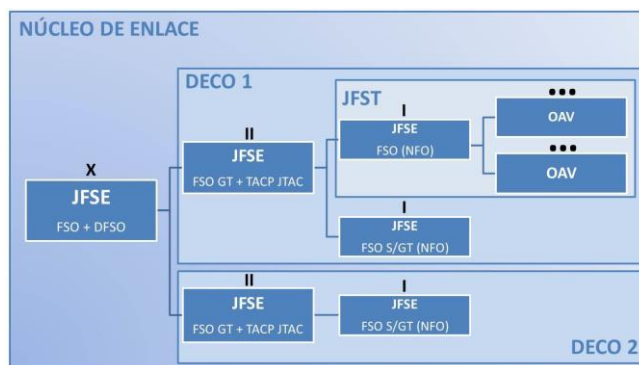 NÚCLEO DE ENLACE
DECO 1
JFST
X
JFSE
FSO + DFSO
II
JFSE
FSO GT + TACP JTAC
I
JFSE
FSO (NFO)
•••
OAV
•••
OAV
I
JFSE
FSO S/GT (NFO)
II
JFSE
FSO GT + TACP JTAC
I
JFSE
FSO S/GT (NFO)
DECO 2